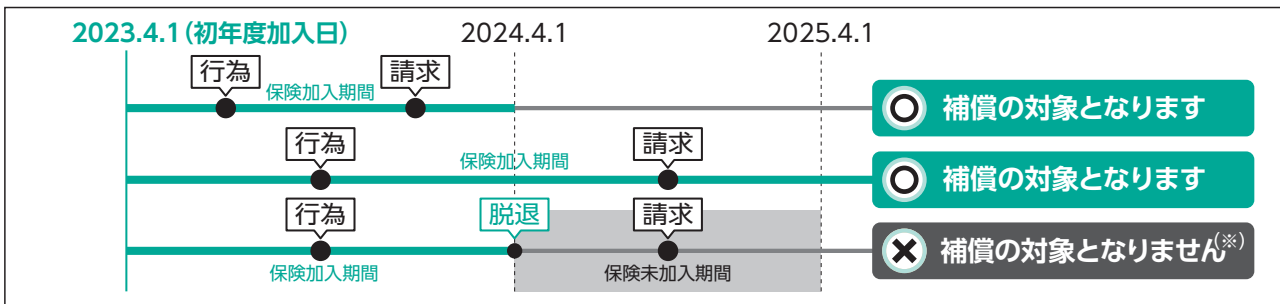 2023.4.1(初年度加入日)
2024.4.1
2025.4.1
行為
請求
保険加入期間
補償の対象となります
行為
請求
保険加入期間
補償の対象となります
行為
脱退
請求
保険加入期間
保険未加入期間
補償の対象となりません(※)